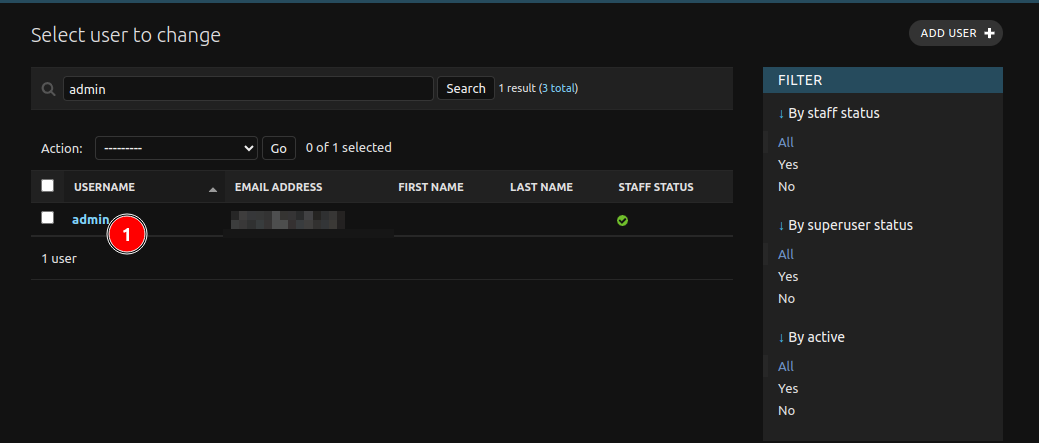 Select user to change
ADD USER +
admin Search 1 result (3 total)
Action: --------- Go 0 of 1 selected
USERNAME EMAIL ADDRESS FIRST NAME LAST NAME STAFF STATUS
admin
1
1 user
FILTER
↓ By staff status
All
Yes
No
↓ By superuser status
All
Yes
No
↓ By active
All
Yes
No